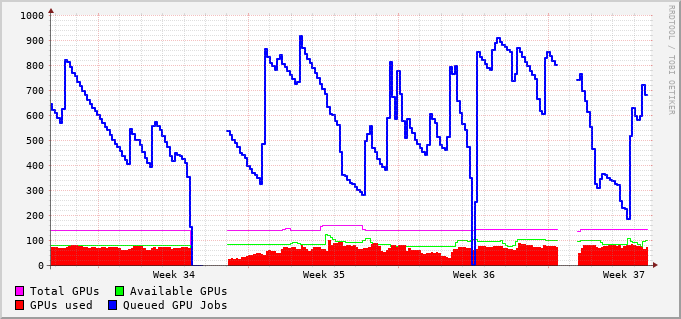 1000
900
800
700
600
500
400
300
200
100
0
Week 34 Week 35 Week 36 Week 37
Total GPUs Available GPUs
GPUs used Queued GPU Jobs
RRDTOOL / TOBI OETIKER